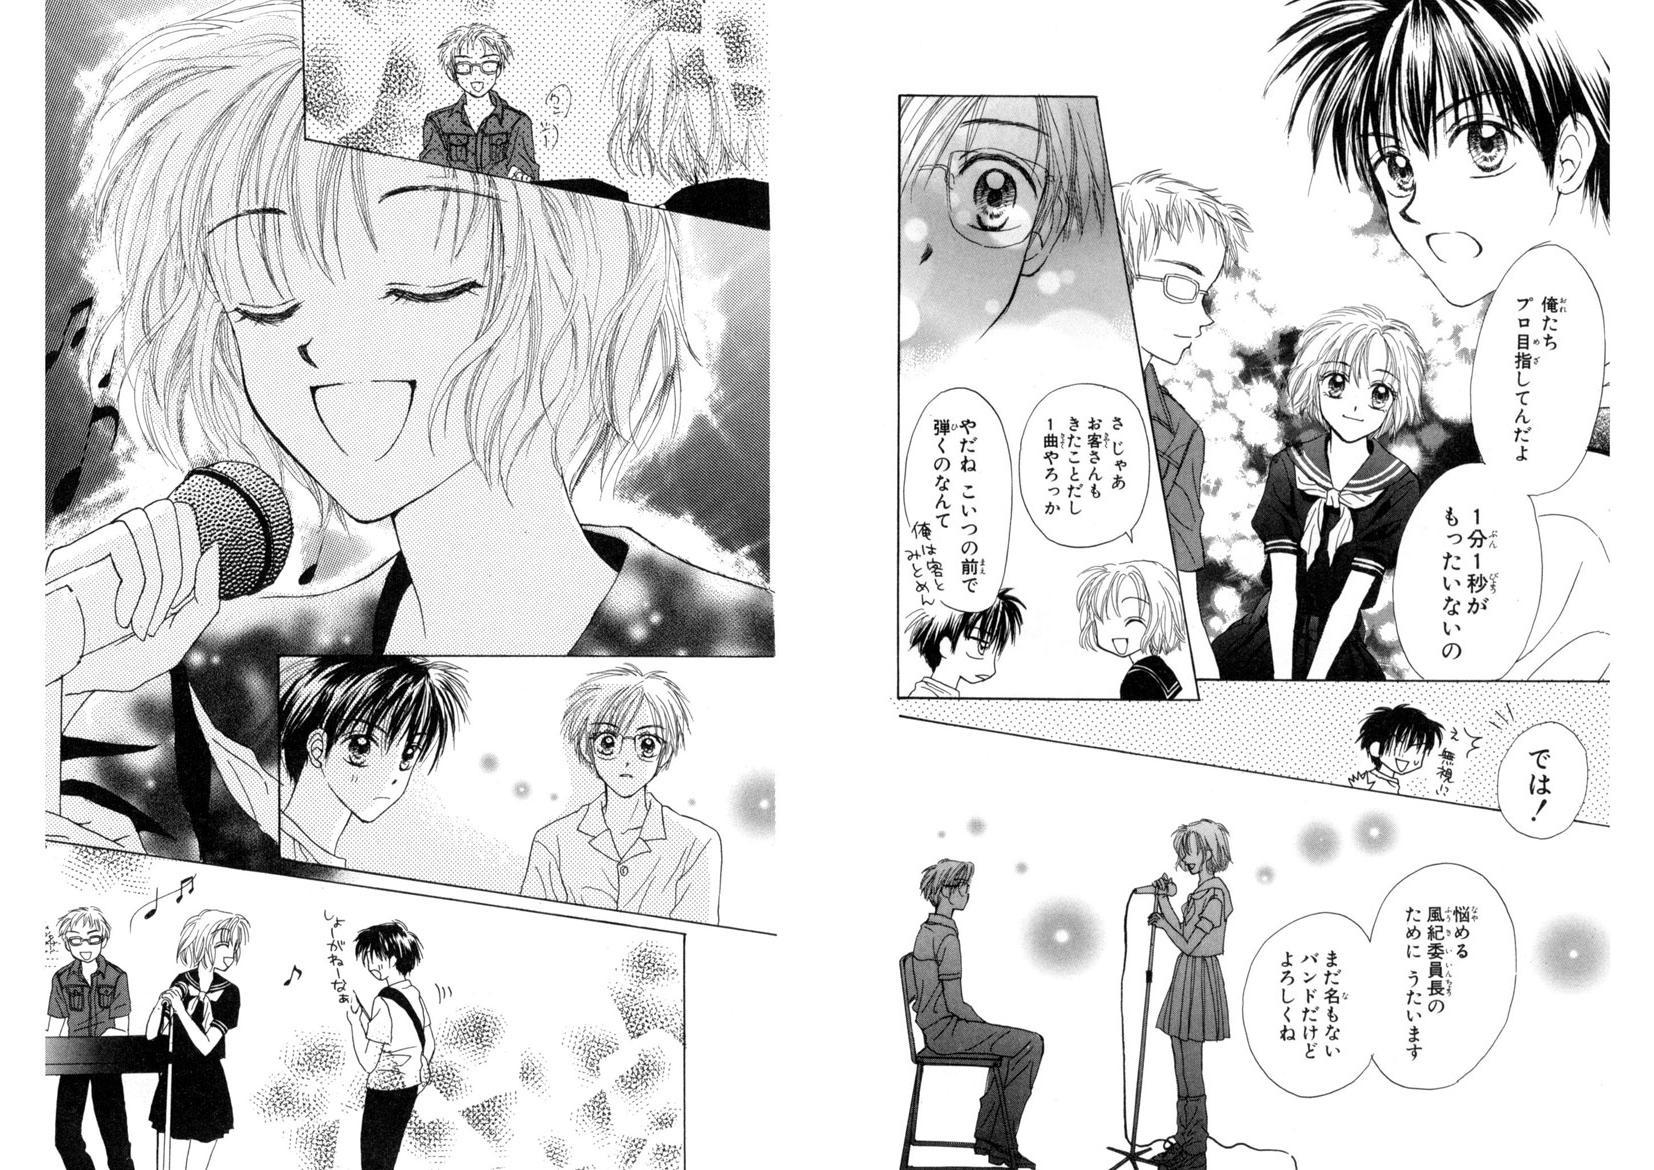 俺たち
プロ目指してんだよ
1分1秒が
もったいないの
さ じゃあ
お客さんも
きたことだし
1曲やろっか
やだね こいつの前で
弾くのなんて
俺は客と
みとめん
では！
え 無視!?
悩める
風紀委員長の
ために うたいます
まだ名もない
バンドだけど
よろしくね
しょーがねーなぁ